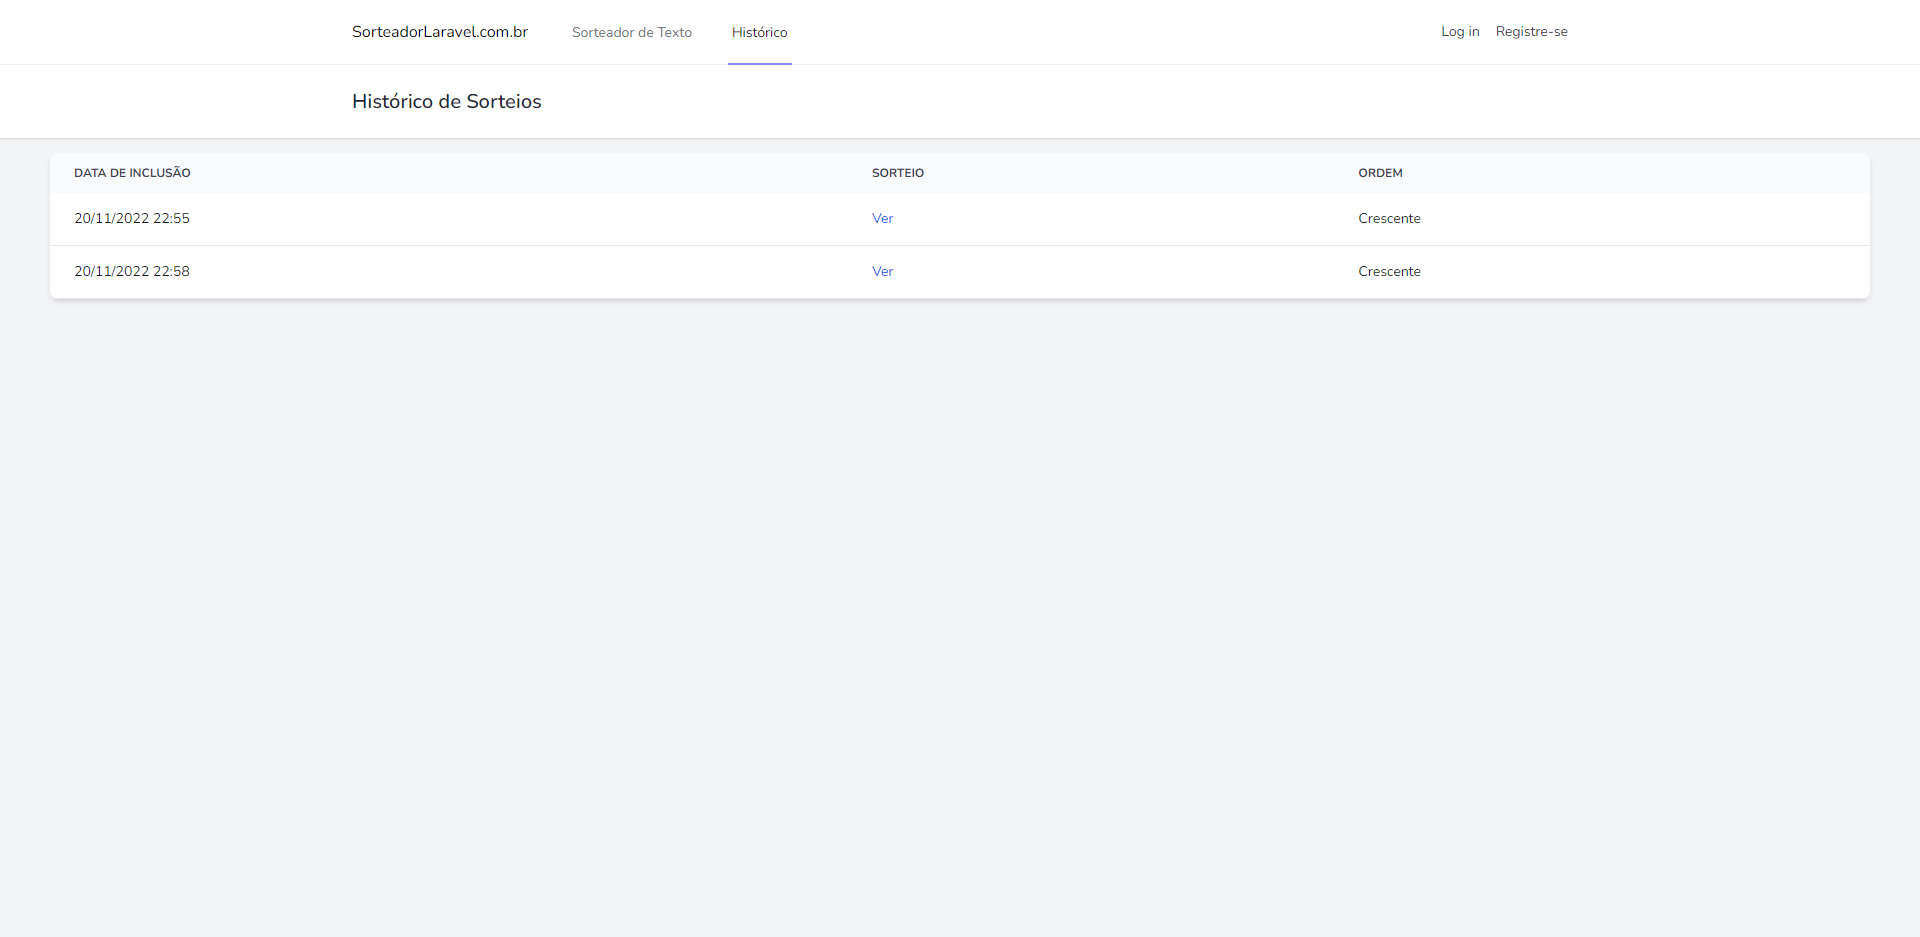 SorteadorLaravel.com.br Sorteador de Texto Histórico Log in Registre-se
Histórico de Sorteios
DATA DE INCLUSÃO SORTEIO ORDEM
20/11/2022 22:55 Ver Crescente
20/11/2022 22:58 Ver Crescente